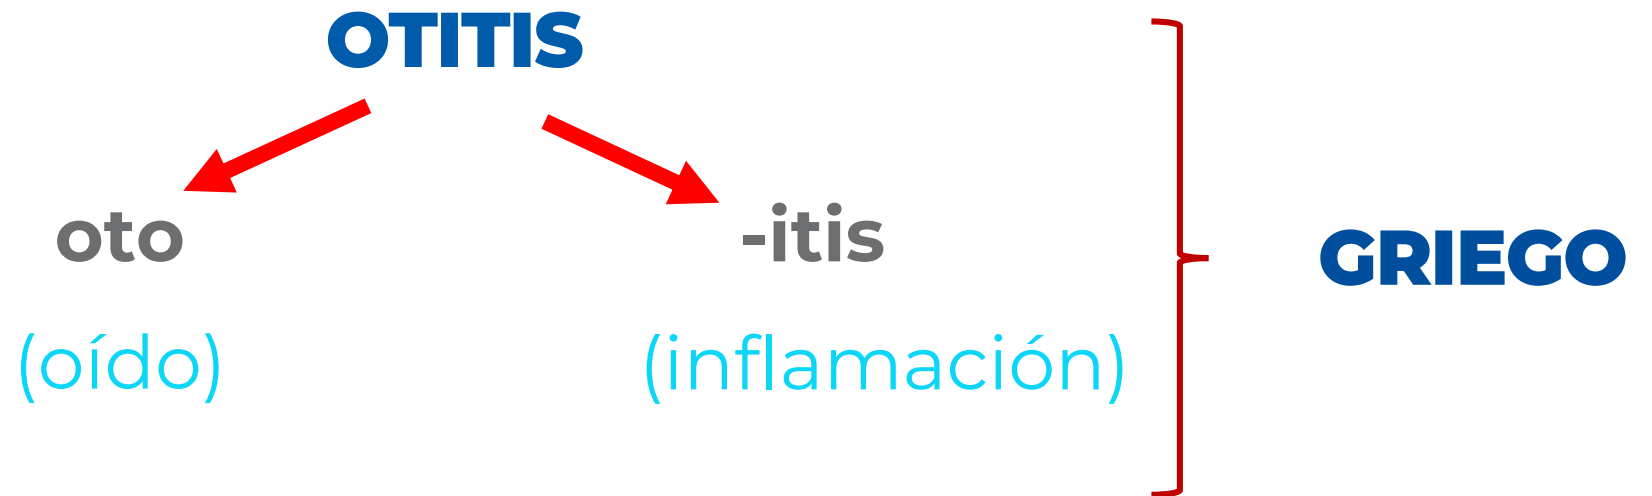 OTITIS
oto
-itis
GRIEGO
(oído)
(inflamación)